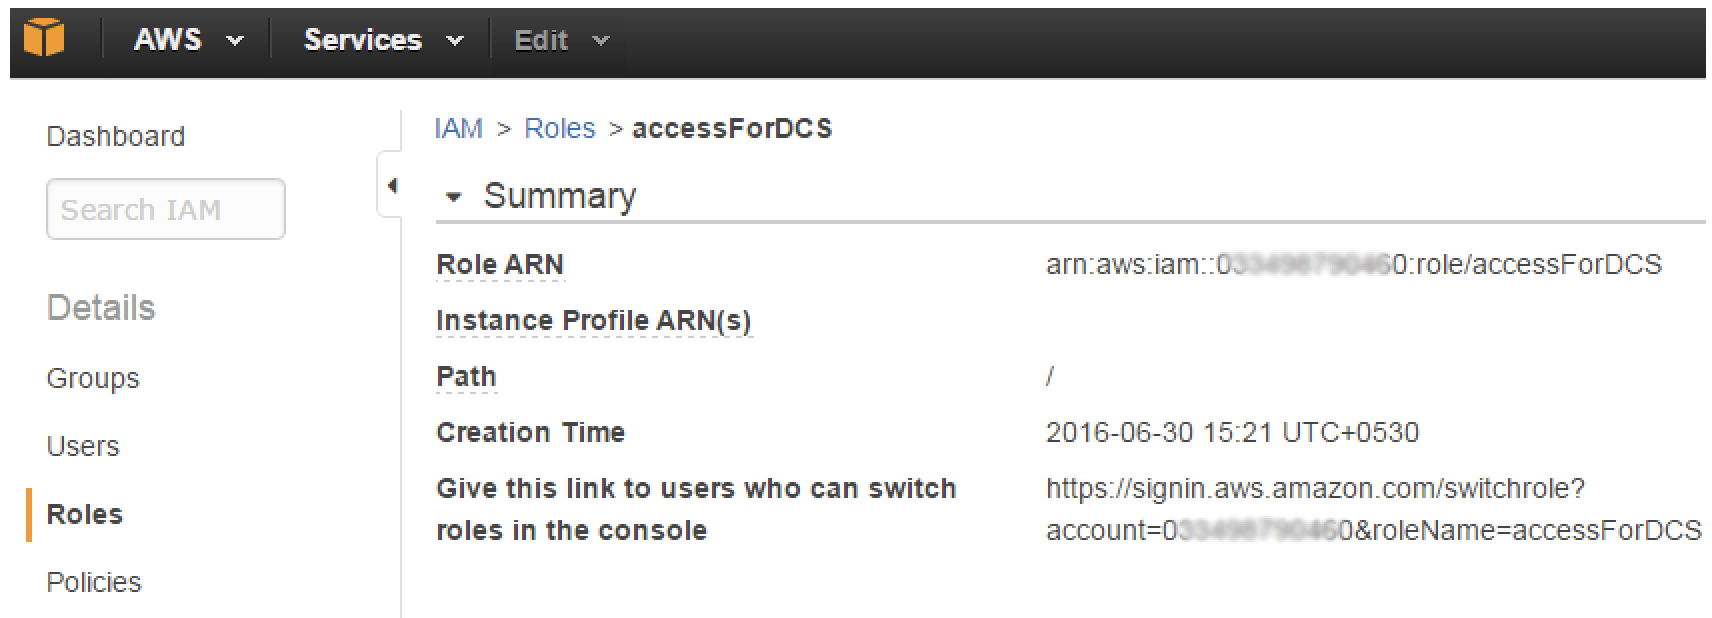 AWS Services Edit
Dashboard
Search IAM
Details
Groups
Users
Roles
Policies
IAM > Roles > accessForDCS
Summary
Role ARN arn:aws:iam::0 0:role/accessForDCS
Instance Profile ARN(s)
Path /
Creation Time 2016-06-30 15:21 UTC+0530
Give this link to users who can switch https://signin.aws.amazon.com/switchrole?
roles in the console account=0 0&roleName=accessForDCS